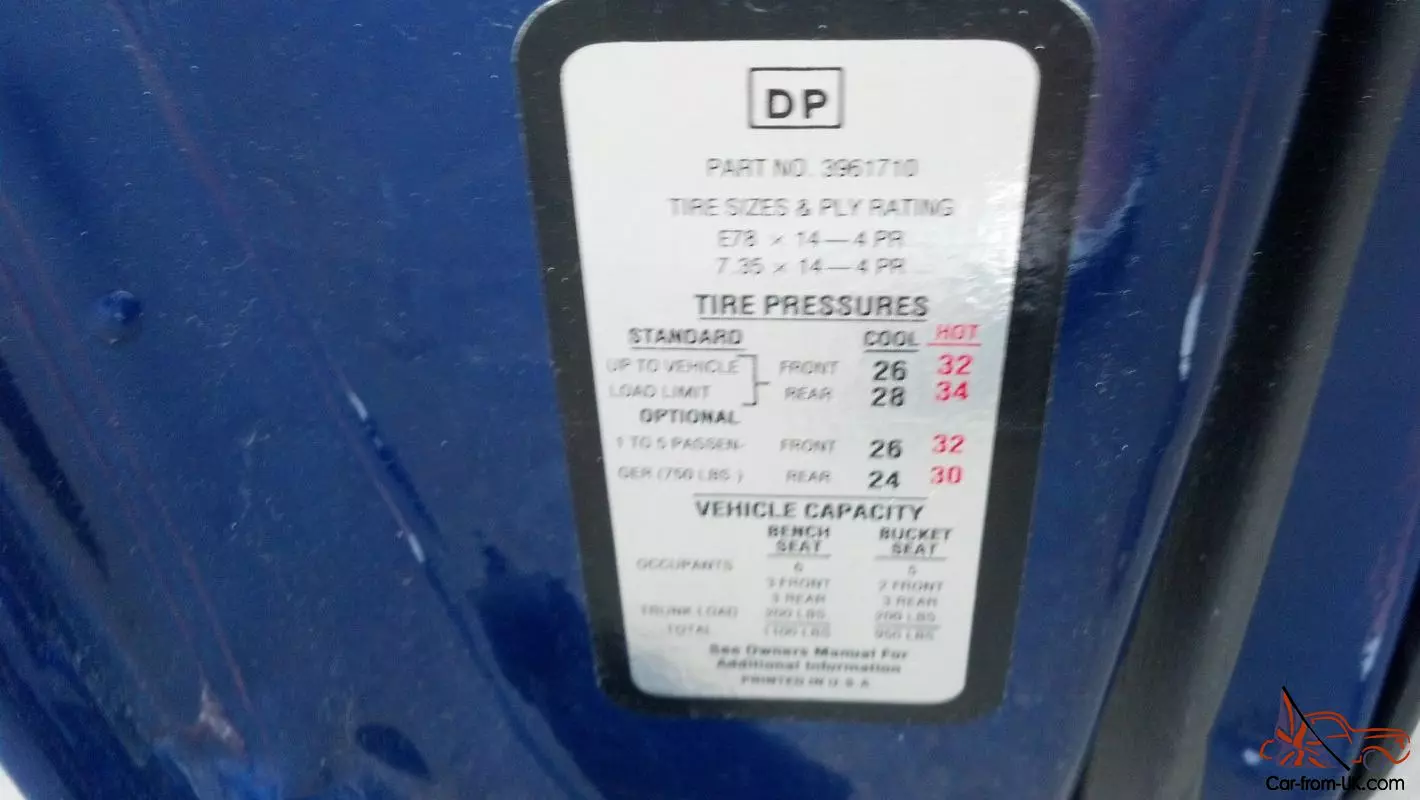 DP
PART NO. 3961710
TIRE SIZES & PLY RATING
E78 × 14—4 PR
7.35 × 14—4 PR
TIRE PRESSURES
STANDARD COOL HOT
UP TO VEHICLE FRONT 26 32
LOAD LIMIT REAR 28 34
OPTIONAL
1 TO 5 PASSEN- FRONT 26 32
GER (750 LBS.) REAR 24 30
VEHICLE CAPACITY
BENCH BUCKET
SEAT SEAT
OCCUPANTS 6 5
3 FRONT 2 FRONT
3 REAR 3 REAR
TRUNK LOAD 200 LBS 200 LBS
TOTAL 1100 LBS 950 LBS
See Owners Manual For
Additional Information
PRINTED IN U.S.A
Car-from-UK.com